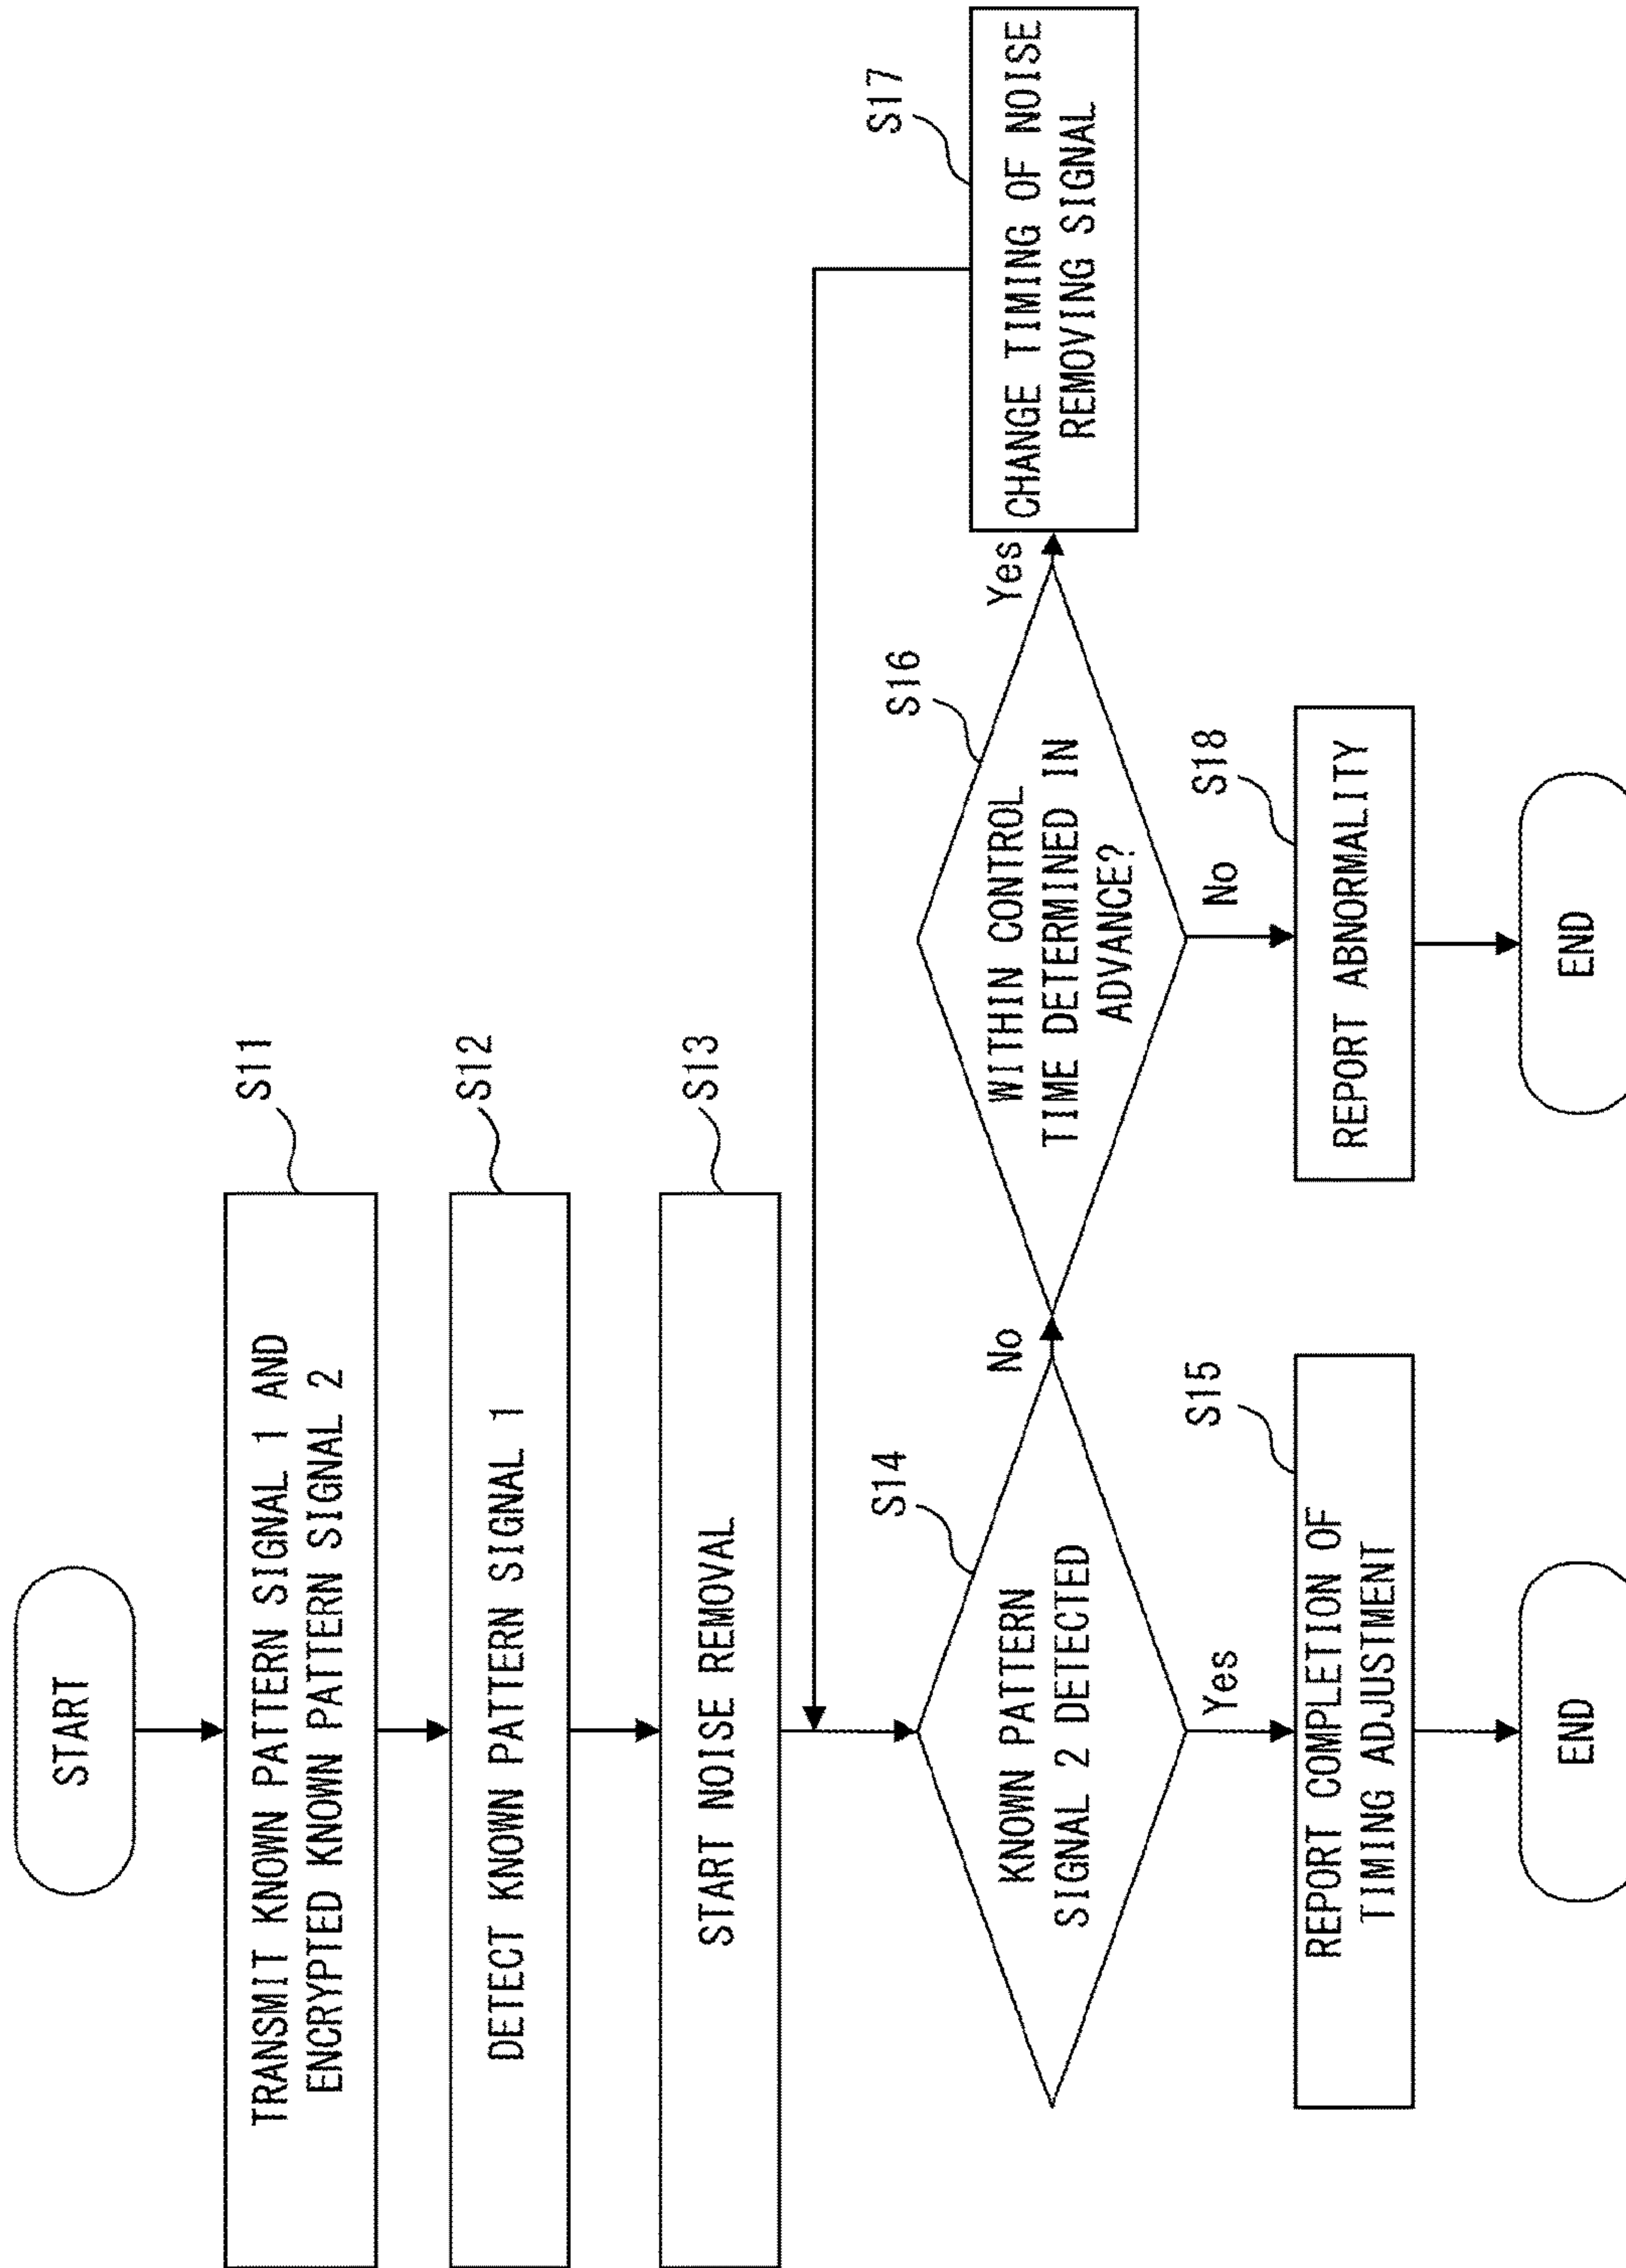 START
S11
TRANSMIT KNOWN PATTERN SIGNAL 1 AND
ENCRYPTED KNOWN PATTERN SIGNAL 2
S12
DETECT KNOWN PATTERN SIGNAL 1
S13
START NOISE REMOVAL
S14
KNOWN PATTERN
SIGNAL 2 DETECTED
No
Yes
S15
REPORT COMPLETION OF
TIMING ADJUSTMENT
END
S16
WITHIN CONTROL
TIME DETERMINED IN
ADVANCE?
Yes
No
S17
CHANGE TIMING OF NOISE
REMOVING SIGNAL
S18
REPORT ABNORMALITY
END